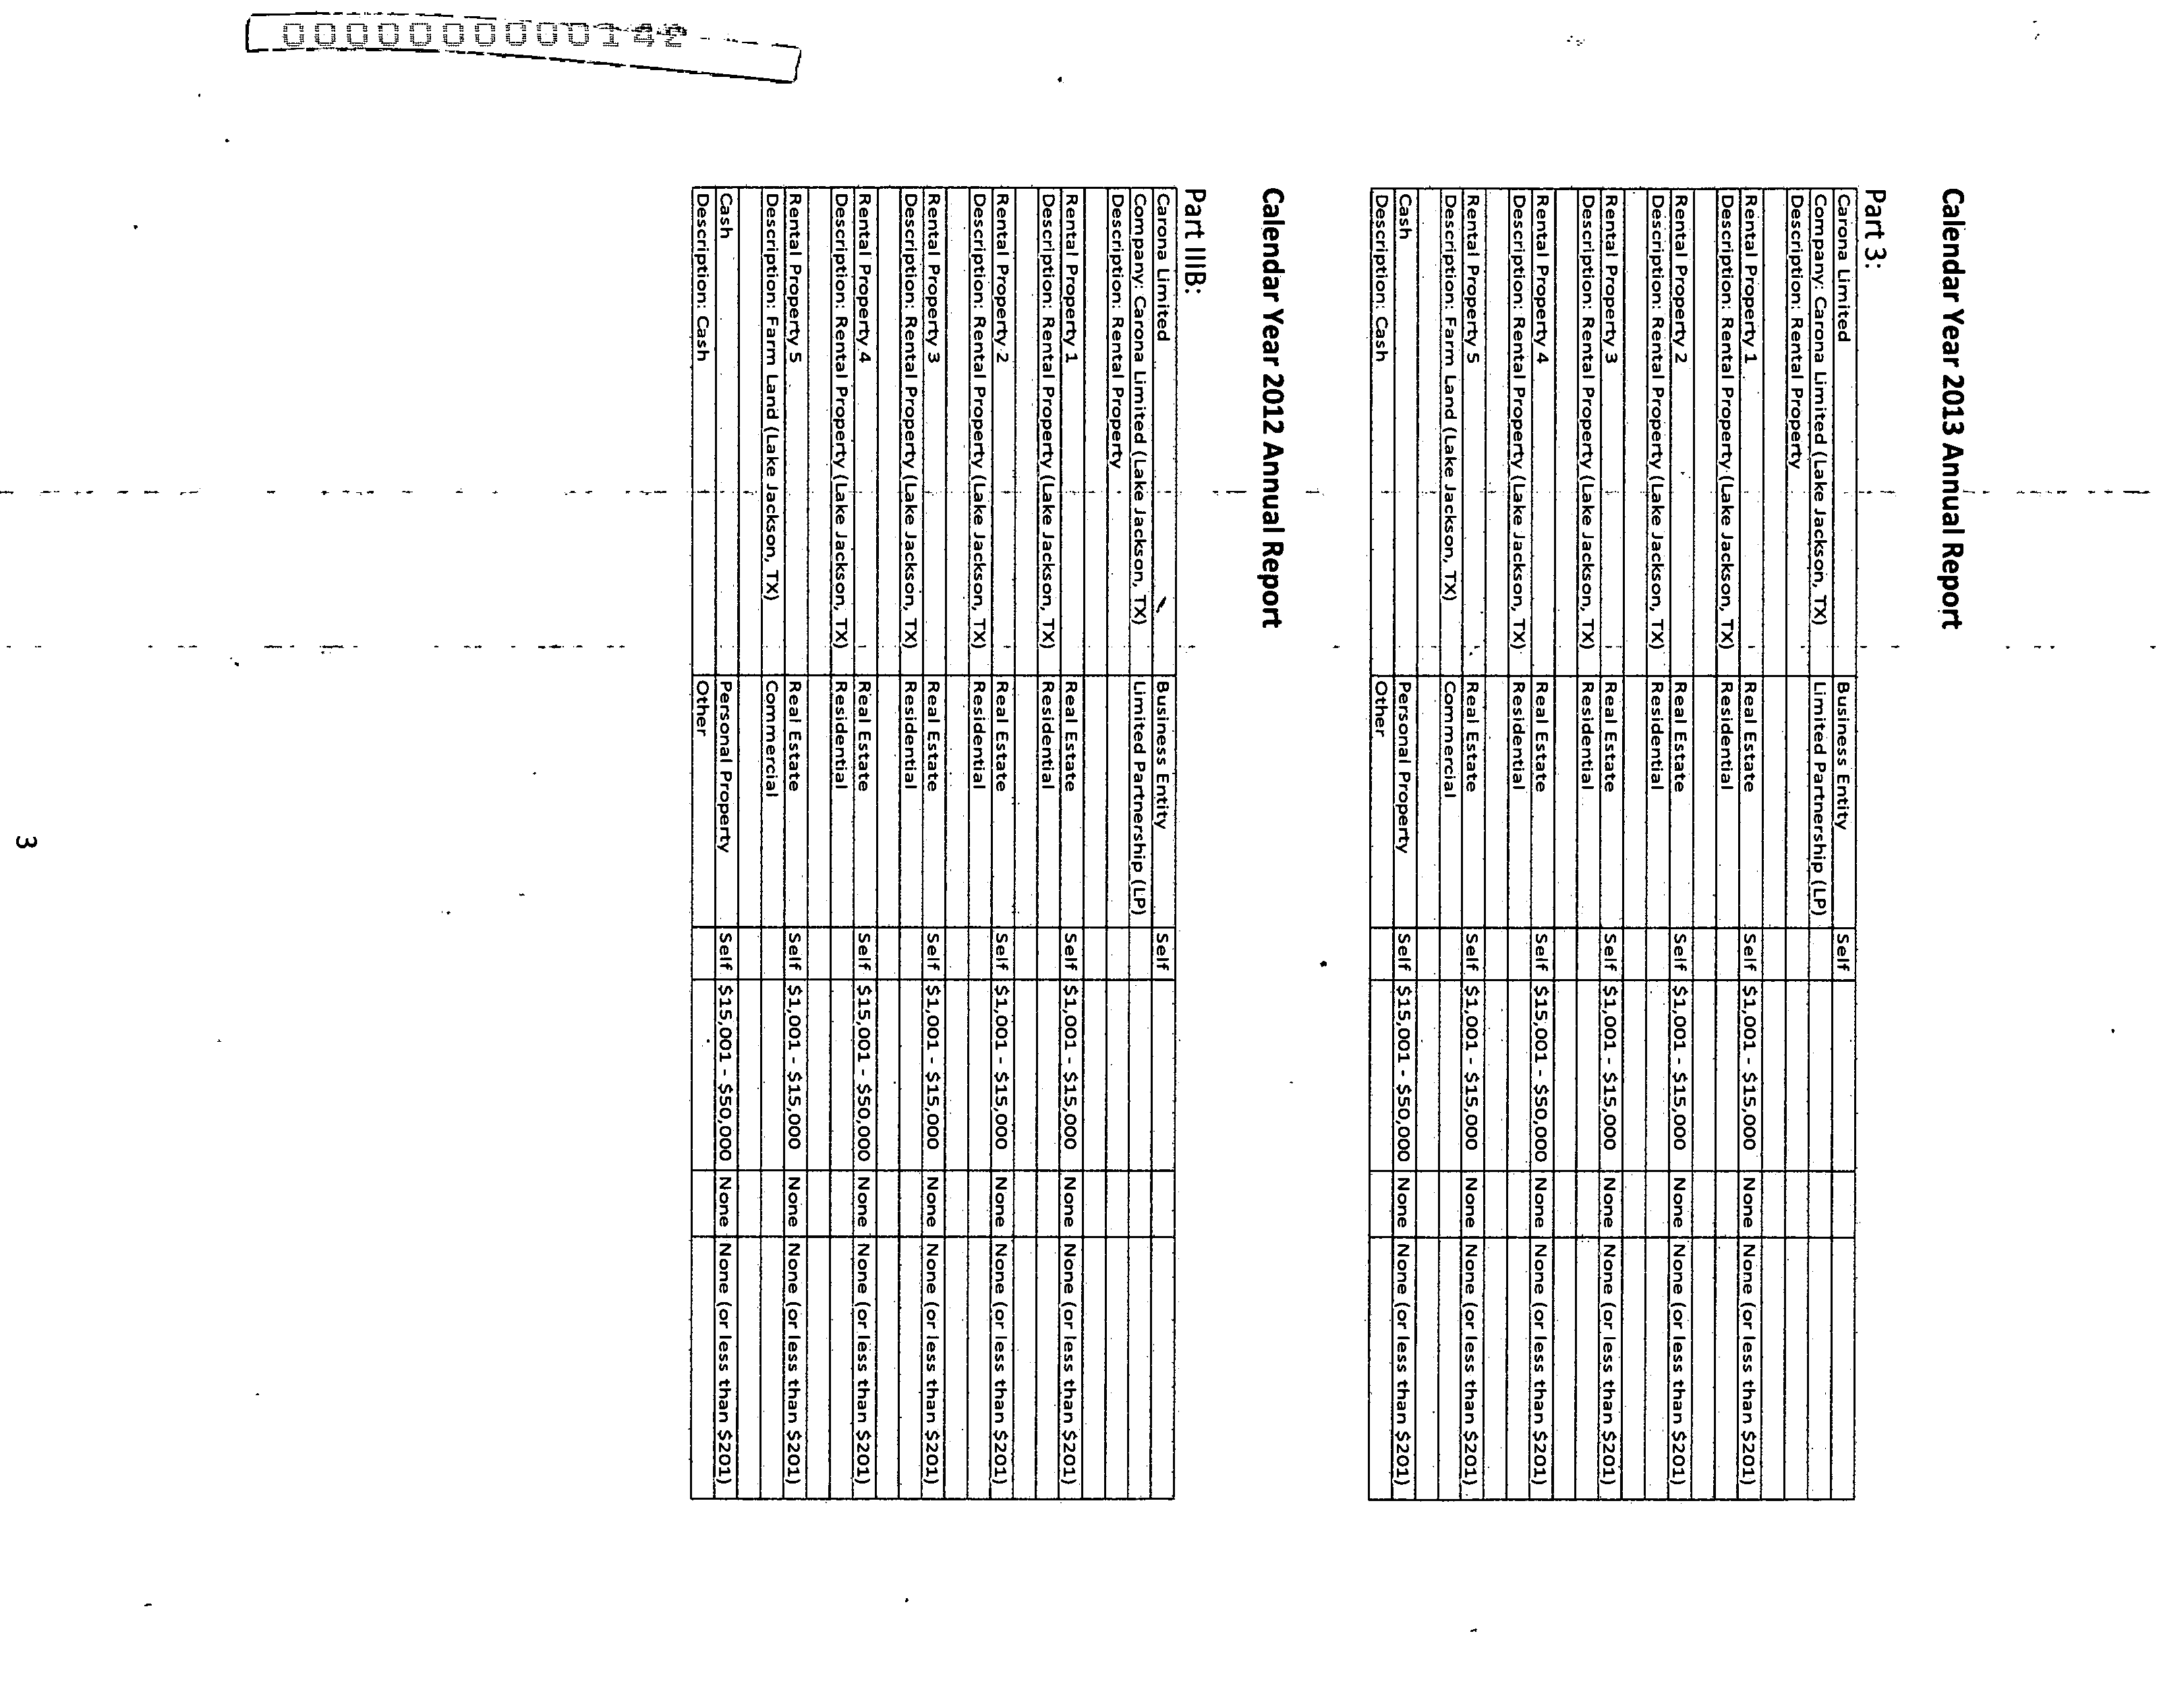 Calendar Year 2013 Annual Report
Part 3:
Carona Limited Business Entity Self
Company: Carona Limited (Lake Jackson, TX) Limited Partnership (LP)
Description: Rental Property
Rental Property 1 Real Estate Self $1,001 - $15,000 None None (or less than $201)
Description: Rental Property (Lake Jackson, TX) Residential
Rental Property 2 Real Estate Self $1,001 - $15,000 None None (or less than $201)
Description: Rental Property (Lake Jackson, TX) Residential
Rental Property 3 Real Estate Self $1,001 - $15,000 None None (or less than $201)
Description: Rental Property (Lake Jackson, TX) Residential
Rental Property 4 Real Estate Self $15,001 - $50,000 None None (or less than $201)
Description: Rental Property (Lake Jackson, TX) Residential
Rental Property 5 Real Estate Self $1,001 - $15,000 None None (or less than $201)
Description: Farm Land (Lake Jackson, TX) Commercial
Cash Personal Property Self $15,001 - $50,000 None None (or less than $201)
Description: Cash Other
Calendar Year 2012 Annual Report
Part IIIB:
Carona Limited Business Entity Self
Company: Carona Limited (Lake Jackson, TX) Limited Partnership (LP)
Description: Rental Property
Rental Property 1 Real Estate Self $1,001 - $15,000 None None (or less than $201)
Description: Rental Property (Lake Jackson, TX) Residential
Rental Property 2 Real Estate Self $1,001 - $15,000 None None (or less than $201)
Description: Rental Property (Lake Jackson, TX) Residential
Rental Property 3 Real Estate Self $1,001 - $15,000 None None (or less than $201)
Description: Rental Property (Lake Jackson, TX) Residential
Rental Property 4 Real Estate Self $15,001 - $50,000 None None (or less than $201)
Description: Rental Property (Lake Jackson, TX) Residential
Rental Property 5 Real Estate Self $1,001 - $15,000 None None (or less than $201)
Description: Farm Land (Lake Jackson, TX) Commercial
Cash Personal Property Self $15,001 - $50,000 None None (or less than $201)
Description: Cash Other
3
0000000000142